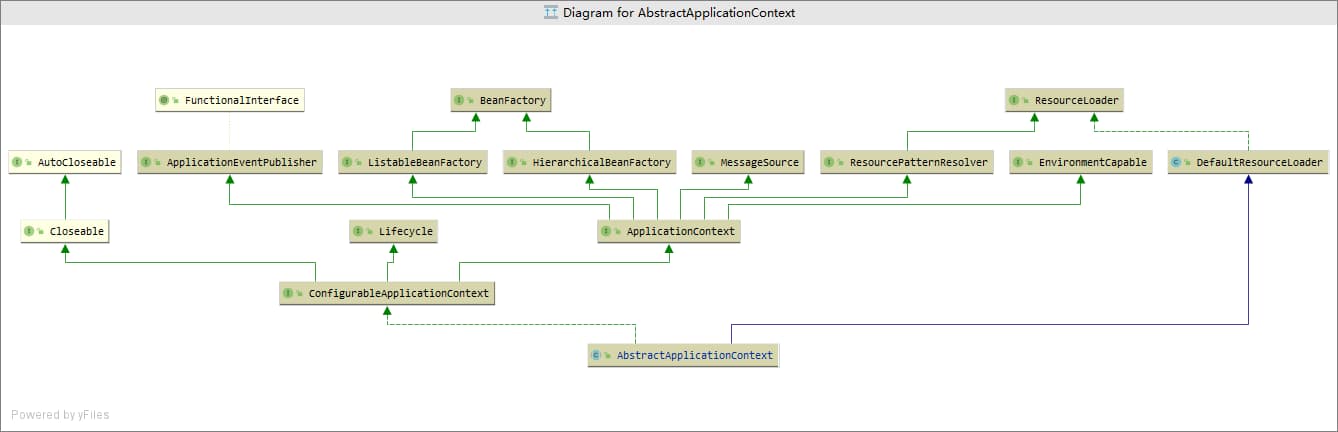 Diagram for AbstractApplicationContext
FunctionalInterface
BeanFactory
ResourceLoader
AutoCloseable
ApplicationEventPublisher
ListableBeanFactory
HierarchicalBeanFactory
MessageSource
ResourcePatternResolver
EnvironmentCapable
DefaultResourceLoader
Closeable
Lifecycle
ApplicationContext
ConfigurableApplicationContext
AbstractApplicationContext
Powered by yFiles